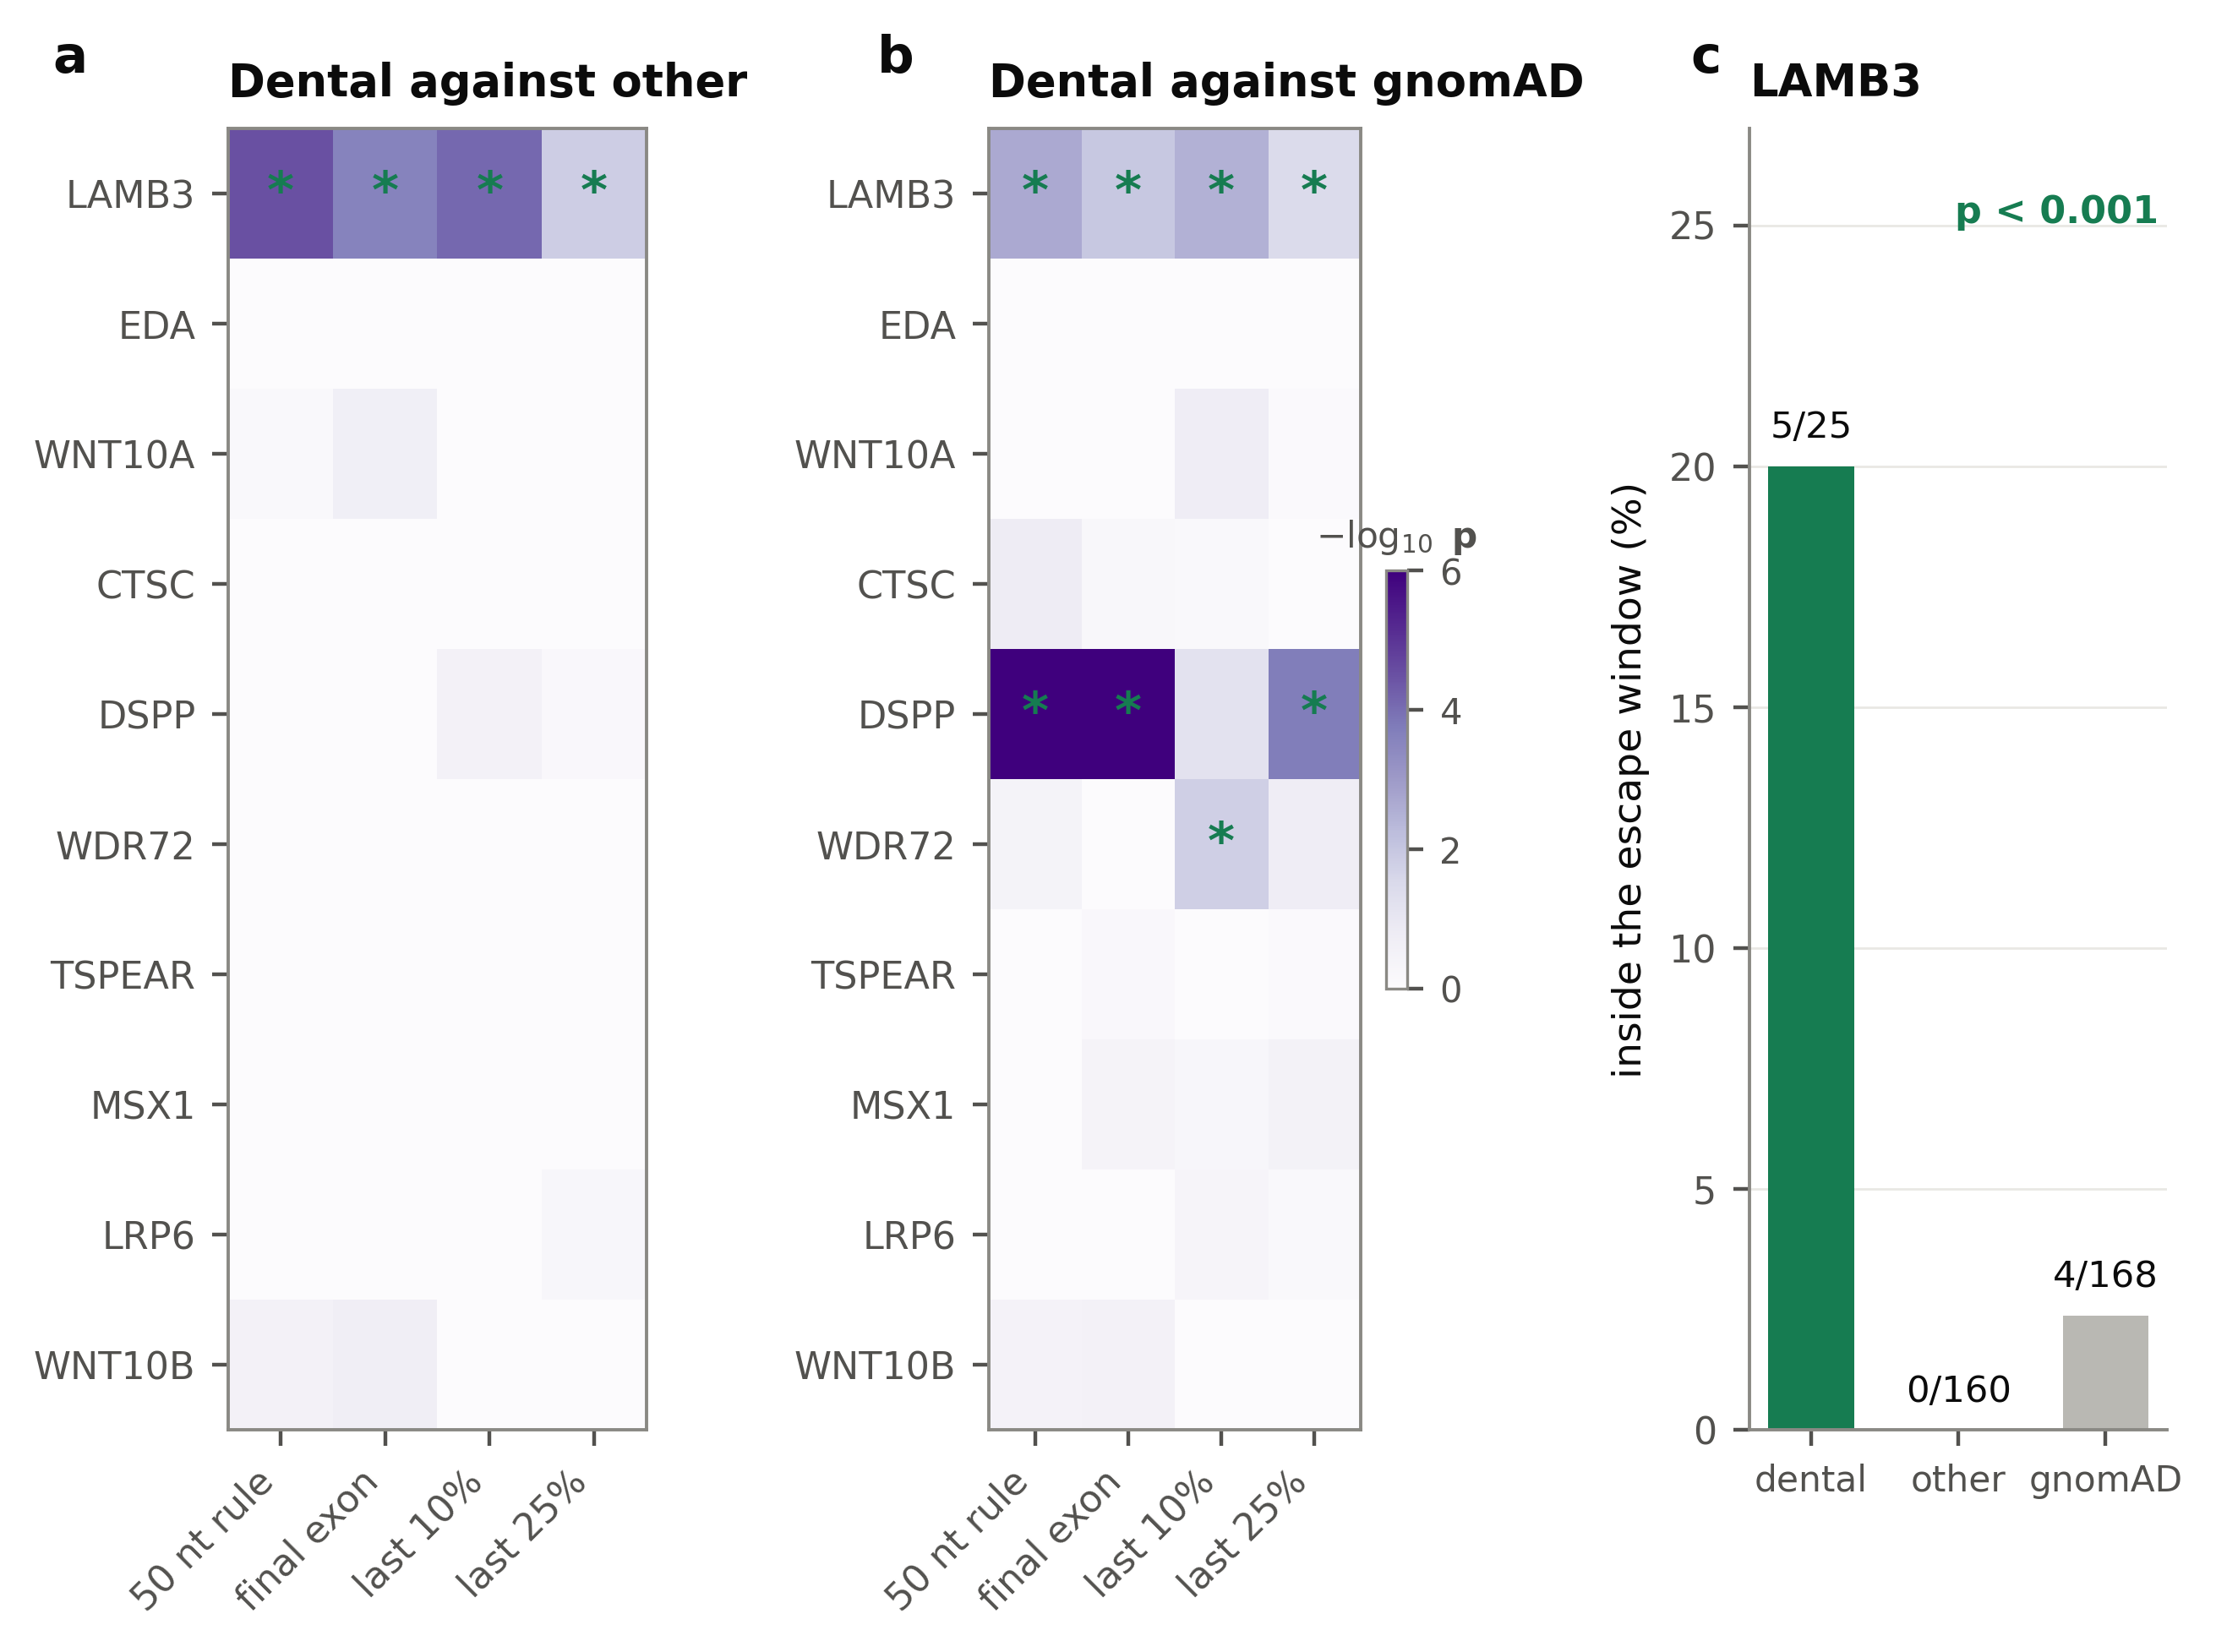 a
Dental against other
LAMB3
*
*
*
*
EDA
WNT10A
CTSC
DSPP
WDR72
TSPEAR
MSX1
LRP6
WNT10B
50 nt rule
final exon
last 10%
last 25%
b
Dental against gnomAD
LAMB3
*
*
*
*
EDA
WNT10A
CTSC
DSPP
*
*
*
WDR72
*
TSPEAR
MSX1
LRP6
WNT10B
50 nt rule
final exon
last 10%
last 25%
−log₁₀ p
6
4
2
0
c
LAMB3
inside the escape window (%)
25
20
15
10
5
0
p < 0.001
5/25
0/160
4/168
dental
other
gnomAD